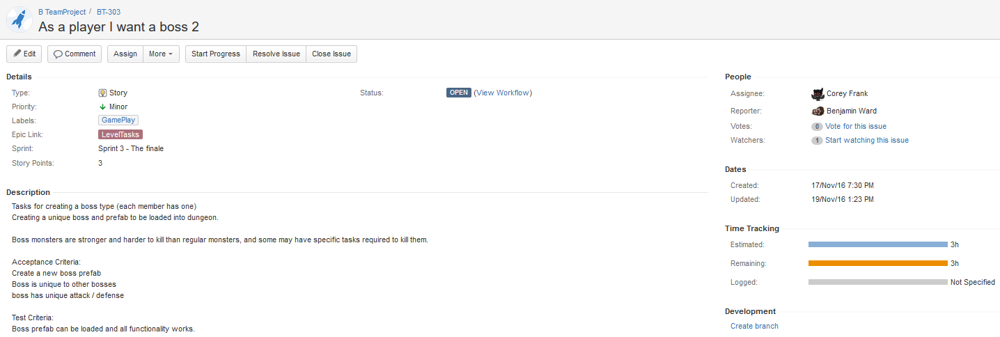 B TeamProject / BT-303
As a player I want a boss 2
Edit Comment Assign More Start Progress Resolve Issue Close Issue
Details
Type: Story
Status: OPEN (View Workflow)
Priority: Minor
Labels: GamePlay
Epic Link: LevelTasks
Sprint: Sprint 3 - The finale
Story Points: 3
Description
Tasks for creating a boss type (each member has one)
Creating a unique boss and prefab to be loaded into dungeon.
Boss monsters are stronger and harder to kill than regular monsters, and some may have specific tasks required to kill them.
Acceptance Criteria:
Create a new boss prefab
Boss is unique to other bosses
boss has unique attack / defense
Test Criteria:
Boss prefab can be loaded and all functionality works.
People
Assignee: Corey Frank
Reporter: Benjamin Ward
Votes: 0 Vote for this issue
Watchers: 1 Start watching this issue
Dates
Created: 17/Nov/16 7:30 PM
Updated: 19/Nov/16 1:23 PM
Time Tracking
Estimated: 3h
Remaining: 3h
Logged: Not Specified
Development
Create branch